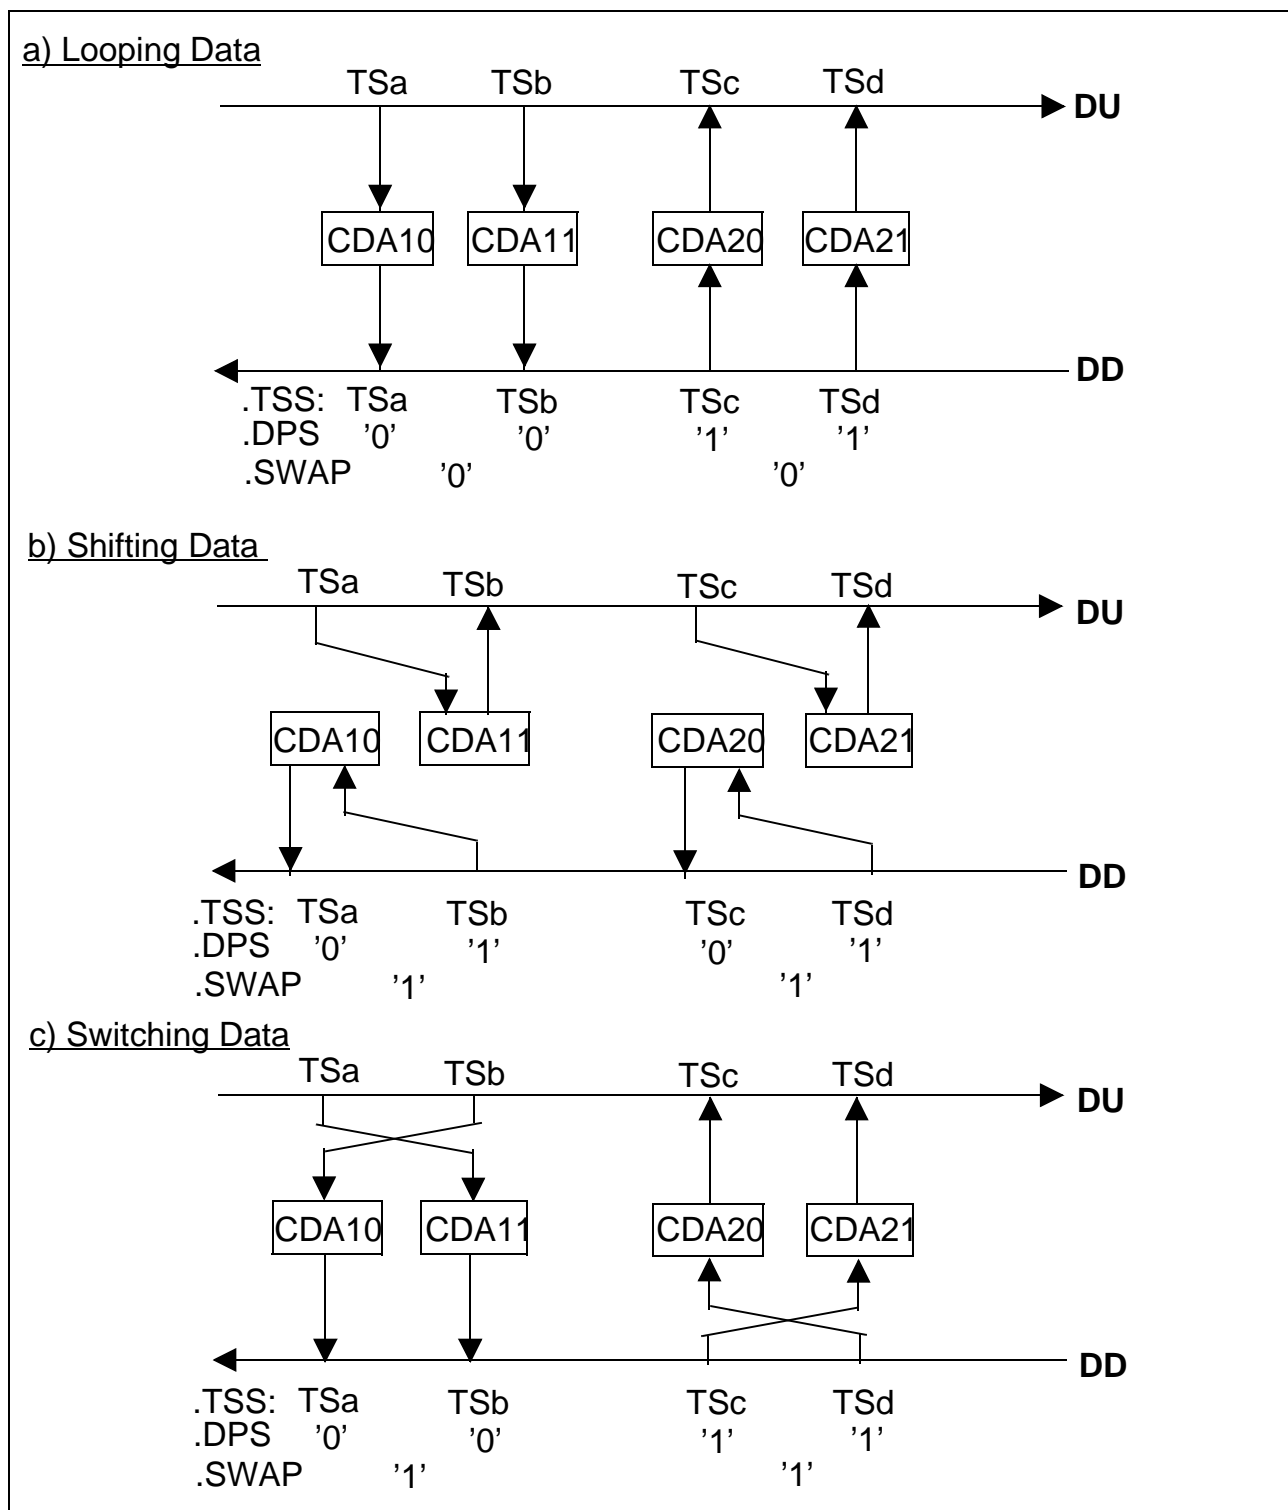 a) Looping Data
TSa TSb TSc TSd
DU
CDA10 CDA11 CDA20 CDA21
DD
.TSS: TSa TSb TSc TSd
.DPS ’0’ ’0’ ’1’ ’1’
.SWAP ’0’ ’0’
b) Shifting Data
TSa TSb TSc TSd
DU
CDA10 CDA11 CDA20 CDA21
DD
.TSS: TSa TSb TSc TSd
.DPS ’0’ ’1’ ’0’ ’1’
.SWAP ’1’ ’1’
c) Switching Data
TSa TSb TSc TSd
DU
CDA10 CDA11 CDA20 CDA21
DD
.TSS: TSa TSb TSc TSd
.DPS ’0’ ’0’ ’1’ ’1’
.SWAP ’1’ ’1’